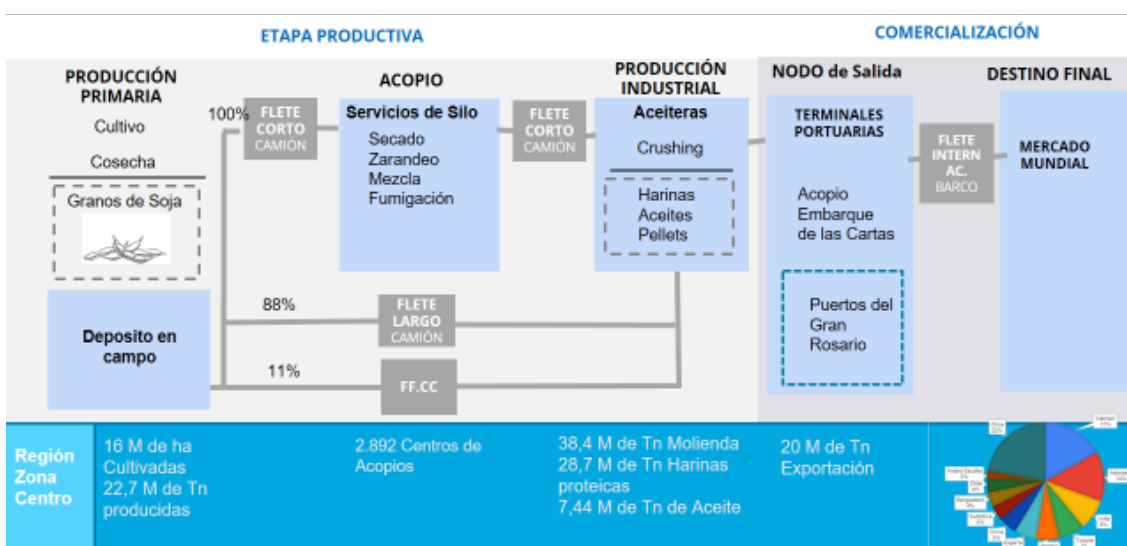 ETAPA PRODUCTIVA
COMERCIALIZACIÓN
PRODUCCIÓN
PRIMARIA
Cultivo
Cosecha
Granos de Soja
Deposito en
campo
100%
FLETE
CORTO
CAMIÓN
ACOPIO
Servicios de Silo
Secado
Zarandeo
Mezcla
Fumigación
FLETE
CORTO
CAMIÓN
PRODUCCIÓN
INDUSTRIAL
Aceiteras
Crushing
Harinas
Aceites
Pellets
88%
FLETE
LARGO
CAMIÓN
11%
FF.CC
NODO de Salida
TERMINALES
PORTUARIAS
Acopio
Embarque
de las Cartas
Puertos del
Gran
Rosario
FLETE
INTERN
AC.
BARCO
DESTINO FINAL
MERCADO
MUNDIAL
Región
Zona
Centro
16 M de ha
Cultivadas
22,7 M de Tn
producidas
2.892 Centros de
Acopios
38,4 M de Tn Molienda
28,7 M de Tn Harinas
proteicas
7,44 M de Tn de Aceite
20 M de Tn
Exportación